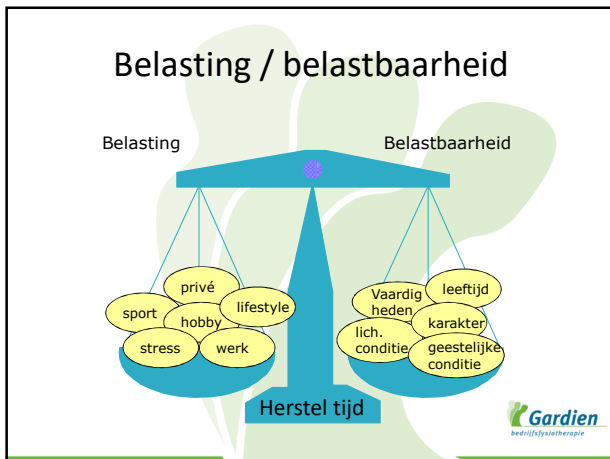 Belasting / belastbaarheid
Belasting
Belastbaarheid
privé
sport
lifestyle
hobby
stress
werk
Vaardig
heden
leeftijd
karakter
lich.
conditie
geestelijke
conditie
Herstel tijd
Gardien
bedrijfsfysiotherapie